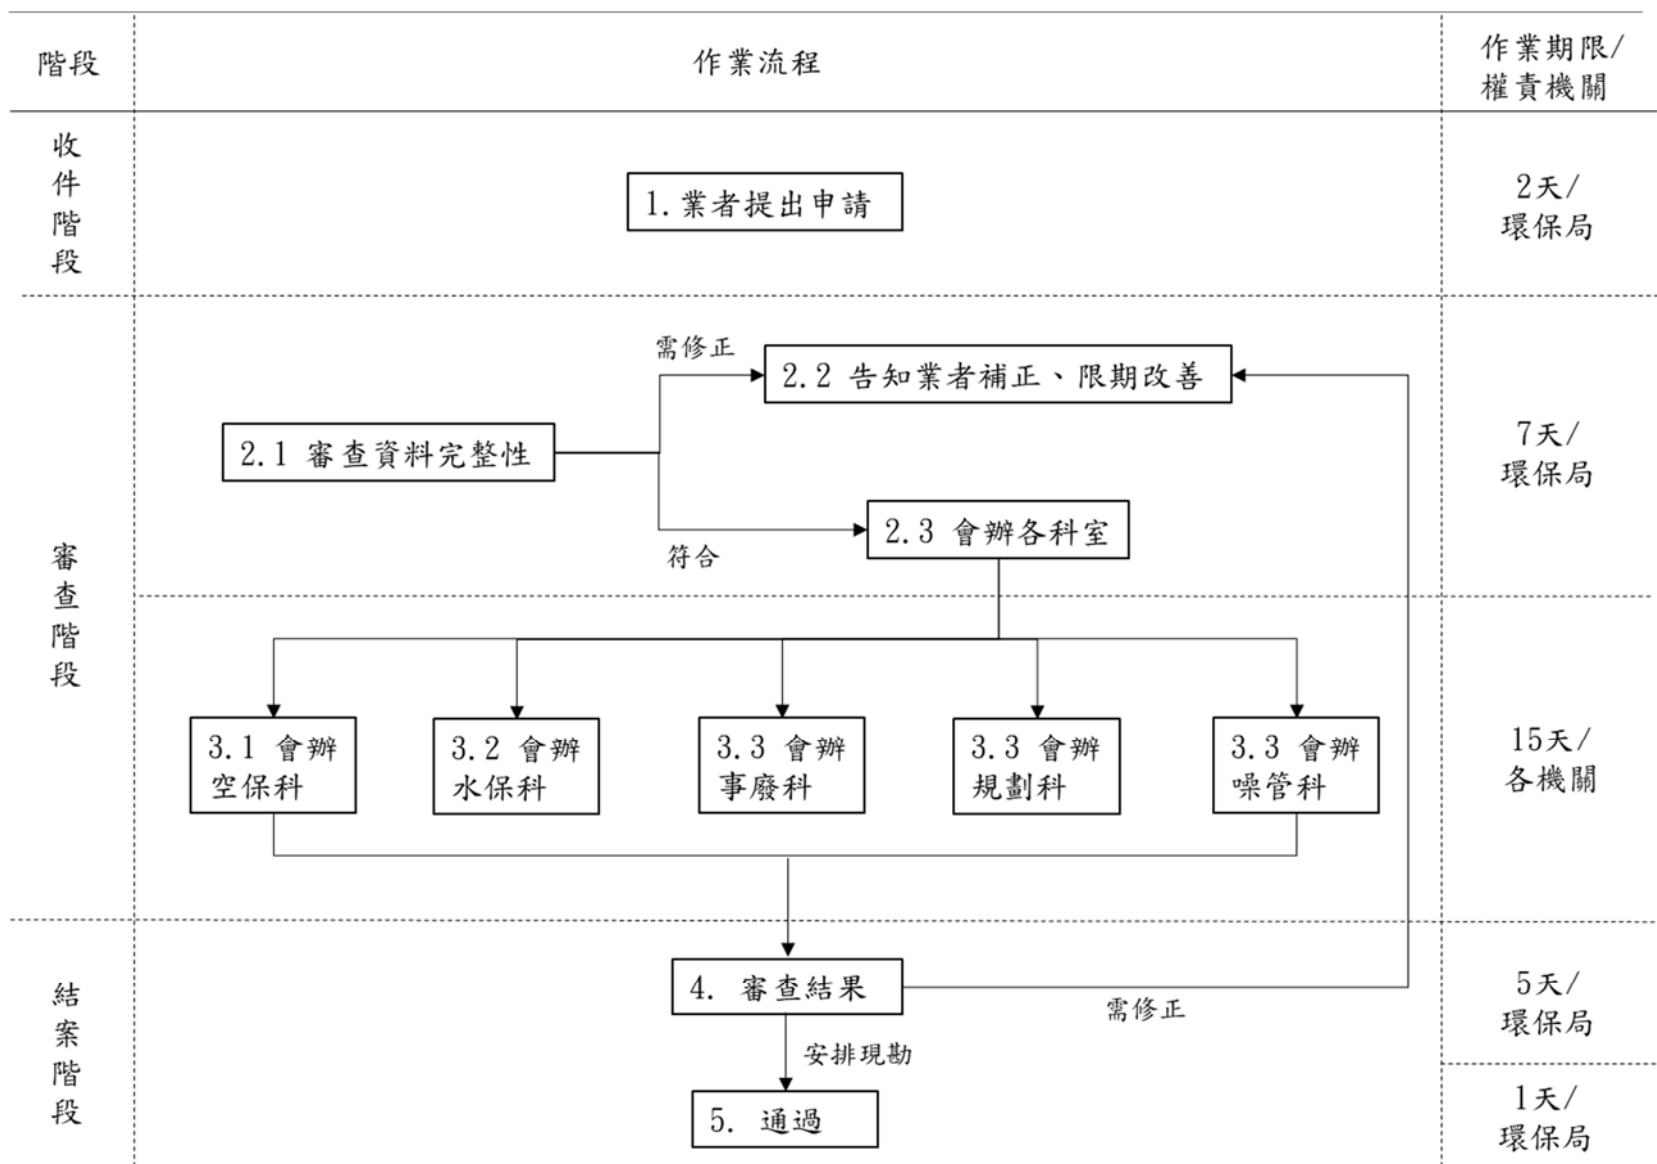 階段
作業流程
作業期限/
權責機關
收件階段
1.業者提出申請
2天/
環保局
審查階段
需修正
2.2 告知業者補正、限期改善
2.1 審查資料完整性
符合
2.3 會辦各科室
7天/
環保局
3.1 會辦
空保科
3.2 會辦
水保科
3.3 會辦
事廢科
3.3 會辦
規劃科
3.3 會辦
噪管科
15天/
各機關
結案階段
4. 審查結果
需修正
5天/
環保局
安排現勘
5. 通過
1天/
環保局